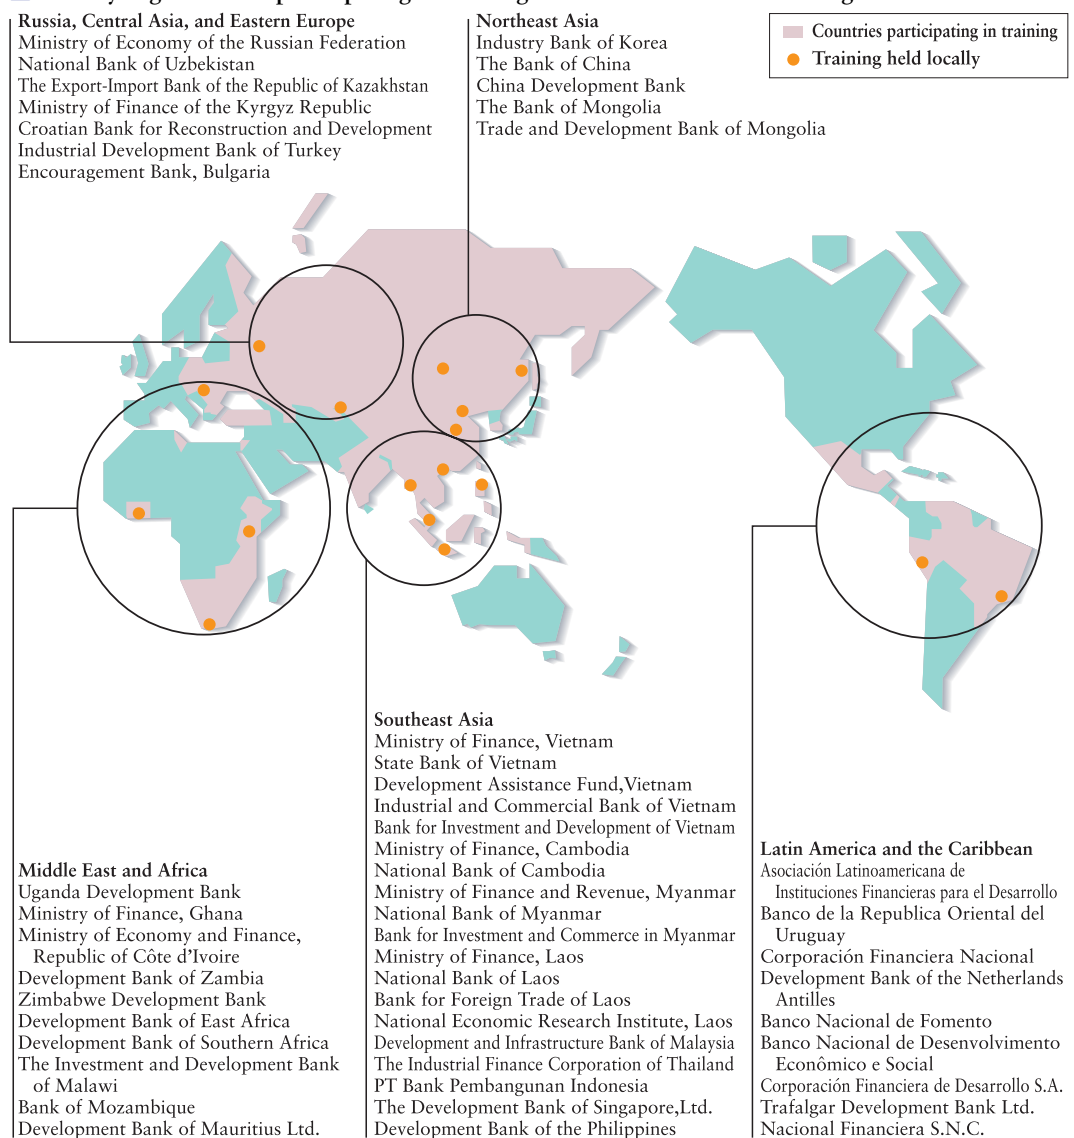 Russia, Central Asia, and Eastern Europe
Ministry of Economy of the Russian Federation
National Bank of Uzbekistan
The Export-Import Bank of the Republic of Kazakhstan
Ministry of Finance of the Kyrgyz Republic
Croatian Bank for Reconstruction and Development
Industrial Development Bank of Turkey
Encouragement Bank, Bulgaria
Northeast Asia
Industry Bank of Korea
The Bank of China
China Development Bank
The Bank of Mongolia
Trade and Development Bank of Mongolia
Countries participating in training
Training held locally
Southeast Asia
Ministry of Finance, Vietnam
State Bank of Vietnam
Development Assistance Fund,Vietnam
Industrial and Commercial Bank of Vietnam
Bank for Investment and Development of Vietnam
Ministry of Finance, Cambodia
National Bank of Cambodia
Ministry of Finance and Revenue, Myanmar
National Bank of Myanmar
Bank for Investment and Commerce in Myanmar
Ministry of Finance, Laos
National Bank of Laos
Bank for Foreign Trade of Laos
National Economic Research Institute, Laos
Development and Infrastructure Bank of Malaysia
The Industrial Finance Corporation of Thailand
PT Bank Pembangunan Indonesia
The Development Bank of Singapore,Ltd.
Development Bank of the Philippines
Middle East and Africa
Uganda Development Bank
Ministry of Finance, Ghana
Ministry of Economy and Finance,
Republic of Côte d'Ivoire
Development Bank of Zambia
Zimbabwe Development Bank
Development Bank of East Africa
Development Bank of Southern Africa
The Investment and Development Bank
of Malawi
Bank of Mozambique
Development Bank of Mauritius Ltd.
Latin America and the Caribbean
Asociación Latinoamericana de
Instituciones Financieras para el Desarrollo
Banco de la Republica Oriental del
Uruguay
Corporación Financiera Nacional
Development Bank of the Netherlands
Antilles
Banco Nacional de Fomento
Banco Nacional de Desenvolvimento
Econômico e Social
Corporación Financiera de Desarrollo S.A.
Trafalgar Development Bank Ltd.
Nacional Financiera S.N.C.